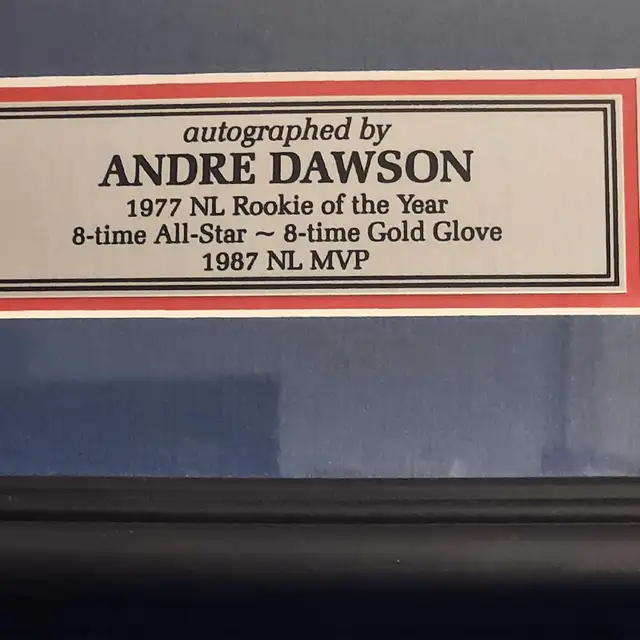 autographed by
ANDRE DAWSON
1977 NL Rookie of the Year
8-time All-Star ~ 8-time Gold Glove
1987 NL MVP